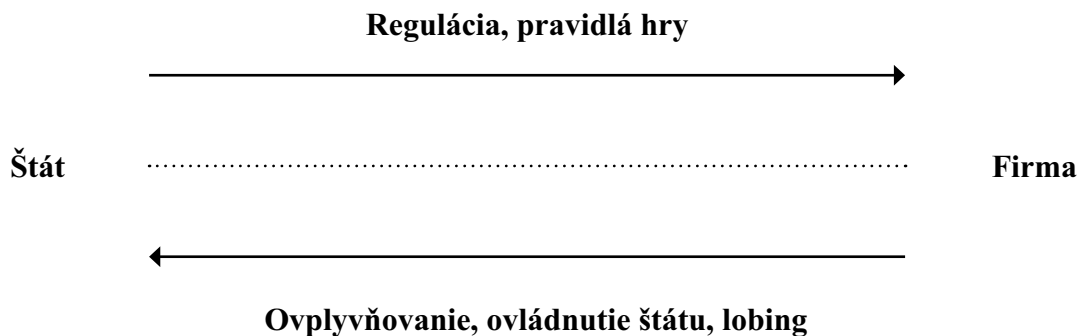 Regulácia, pravidlá hry
Štát
Firma
Ovplyvňovanie, ovládnutie štátu, lobing